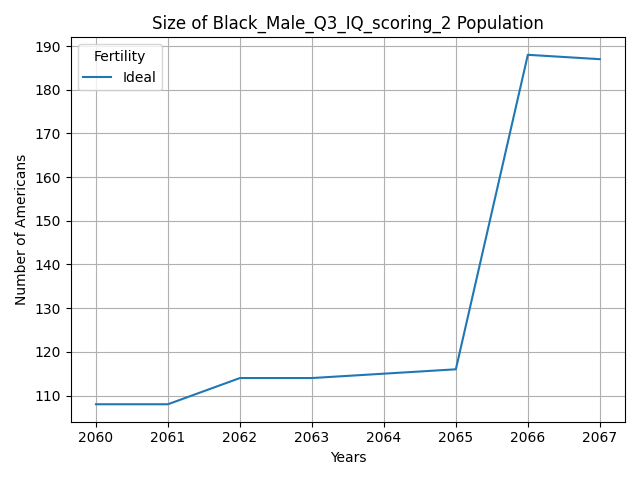 Size of Black_Male_Q3_IQ_scoring_2 Population
Fertility
Ideal
Number of Americans
190
180
170
160
150
140
130
120
110
2060 2061 2062 2063 2064 2065 2066 2067
Years